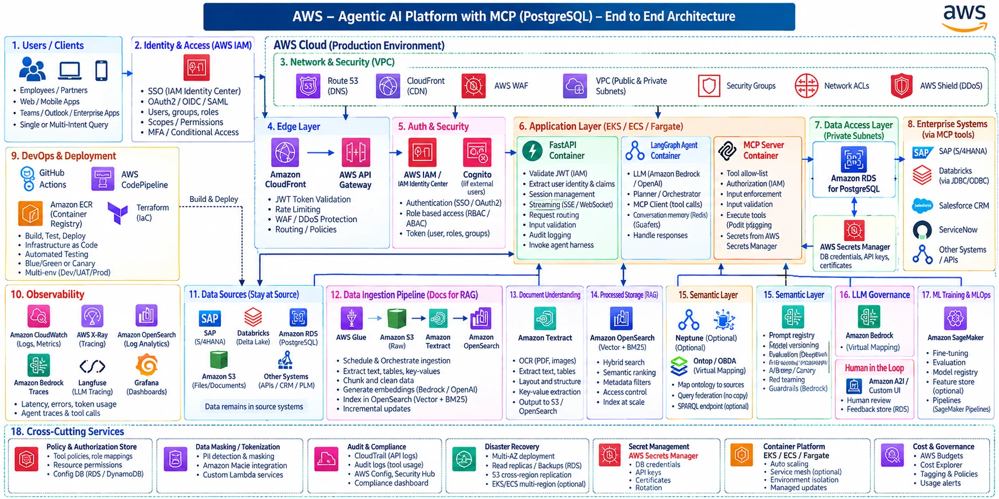 AWS – Agentic AI Platform with MCP (PostgreSQL) – End to End Architecture
aws
1. Users / Clients
• Employees / Partners
• Web / Mobile Apps
• Teams / Outlook / Enterprise Apps
• Single or Multi-Intent Query
2. Identity & Access (AWS IAM)
• SSO (IAM Identity Center)
• OAuth2 / OIDC / SAML
• Users, groups, roles
• Scopes / Permissions
• MFA / Conditional Access
AWS Cloud (Production Environment)
3. Network & Security (VPC)
53
Route 53
(DNS)
CloudFront
(CDN)
AWS WAF
VPC (Public & Private
Subnets)
Security Groups
Network ACLs
AWS Shield (DDoS)
4. Edge Layer
Amazon
CloudFront
AWS API
Gateway
• JWT Token Validation
• Rate Limiting
• WAF / DDoS Protection
• Routing / Policies
5. Auth & Security
AWS IAM /
IAM Identity Center
Cognito
(lif external
users)
• Authentication (SSO / OAuth2)
• Role based access (RBAC /
ABAC)
• Token (user, roles, groups)
6. Application Layer (EKS / ECS / Fargate)
FastAPI
Container
• Validate JWT (IAM)
• Extract user identity & claims
• Session management
• Streaming (SSE / WebSocket)
• Request routing
• Input validation
• Audit logging
• Invoke agent harness
LangGraph Agent
Container
• LLM (Amazon Bedrock
/ OpenAI)
• Planner / Orchestrator
• MCP Client (tool calls)
• Conversation memory (Redis)
(Guafers)
• Handle responses
MCP Server
Container
• Tool allow-list
• Authorization (IAM)
• Input enforcement
• Input validation
• Execute tools
• Secrets from AWS
Secrets Manager
7. Data Access Layer
(Private Subnets)
Amazon RDS
for PostgreSQL
AWS Secrets Manager
DB credentials, API keys,
certificates
8. Enterprise Systems
(via MCP tools)
SAP
SAP (S/4HANA)
Databricks
(via JDBC/ODBC)
salesforce
Salesforce CRM
ServiceNow
Other Systems
/ APIs
9. DevOps & Deployment
GitHub
Actions
AWS
CodePipeline
Amazon ECR
(Container
Registry)
Terraform
(IaC)
• Build, Test, Deploy
• Infrastructure as Code
• Automated Testing
• Blue/Green or Canary
• Multi-env (Dev/UAT/Prod)
Build & Deploy
10. Observability
Amazon CloudWatch
(Logs, Metrics)
AWS X-Ray
(Tracing)
Amazon OpenSearch
(Log Analytics)
Amazon Bedrock
Traces
Langfuse
(LLM Tracing)
Grafana
(Dashboards)
• Latency, errors, token usage
• Agent traces & tool calls
11. Data Sources (Stay at Source)
SAP
SAP
(S/4HANA)
Databricks
(Delta Lake)
Amazon RDS
(PostgreSQL)
Amazon S3
(Files/Documents)
Other Systems
(APIs / CRM / PLM)
Data remains in source systems
12. Data Ingestion Pipeline (Docs for RAG)
AWS Glue
Amazon S3
(Raw)
Amazon
Textract
Amazon
OpenSearch
• Schedule & Orchestrate ingestion
• Extract text, tables, key-values
• Chunk and clean data
• Generate embeddings (Bedrock / OpenAI)
• Index in OpenSearch (Vector + BM25)
• Incremental updates
13. Document Understanding
Amazon Textract
• OCR (PDF, images)
• Extract text, tables
• Layout and structure
• Key-value extraction
• Output to S3 /
OpenSearch
14. Processed Storage (RAG)
Amazon OpenSearch
(Vector + BM25)
• Hybrid search
• Semantic ranking
• Metadata filters
• Access control
• Index at scale
15. Semantic Layer
Neptune (Optional)
(Optional)
Ontop / OBDA
(Virtual Mapping)
• Map ontology to sources
• Query federation (no copy)
• SPARQL endpoint (optional)
15. Semantic Layer
• Prompt registry
• Model versioning
• Evaluation
• A/B / Canary
• Red teaming
• Guardrails (Bedrock)
16. LLM Governance
Amazon Bedrock
• (Virtual Mapping)
Human in the Loop
Amazon A2I /
Custom UI
• Human review
• Feedback store (RDS)
17. ML Training & MLOps
Amazon SageMaker
• Fine-tuning
• Evaluation
• Model registry
• Feature store
(optional)
• Pipelines
(SageMaker Pipelines)
18. Cross-Cutting Services
Policy & Authorization Store
• Tool policies, role mappings
• Resource permissions
• Config DB (RDS / DynamoDB)
Data Masking / Tokenization
• PII detection & masking
• Amazon Macie integration
• Custom Lambda services
Audit & Compliance
• CloudTrail (API logs)
• Audit logs (tool usage)
• AWS Config, Security Hub
• Compliance dashboard
Disaster Recovery
• Multi-AZ deployment
• Read replicas / Backups (RDS)
• S3 cross-region replication
• EKS/ECS multi-region (optional)
Secret Management
AWS Secrets Manager
• DB credentials
• API keys
• Certificates
• Rotation
Container Platform
EKS / ECS / Fargate
• Auto scaling
• Service mesh (optional)
• Environment isolation
• Managed updates
Cost & Governance
• AWS Budgets
• Cost Explorer
• Tagging & Policies
• Usage alerts